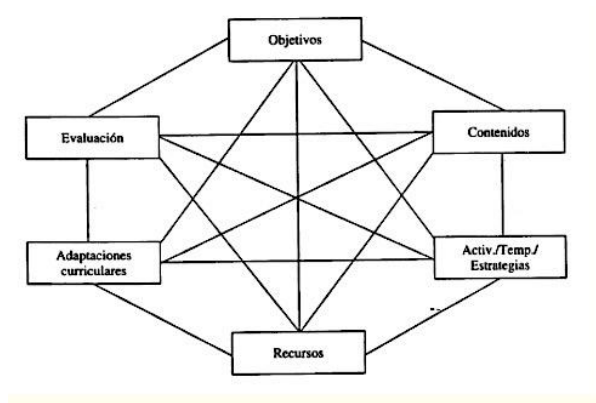 Objetivos
Evaluación
Contenidos
Adaptaciones
curriculares
Activ./Temp./
Estrategias
Recursos